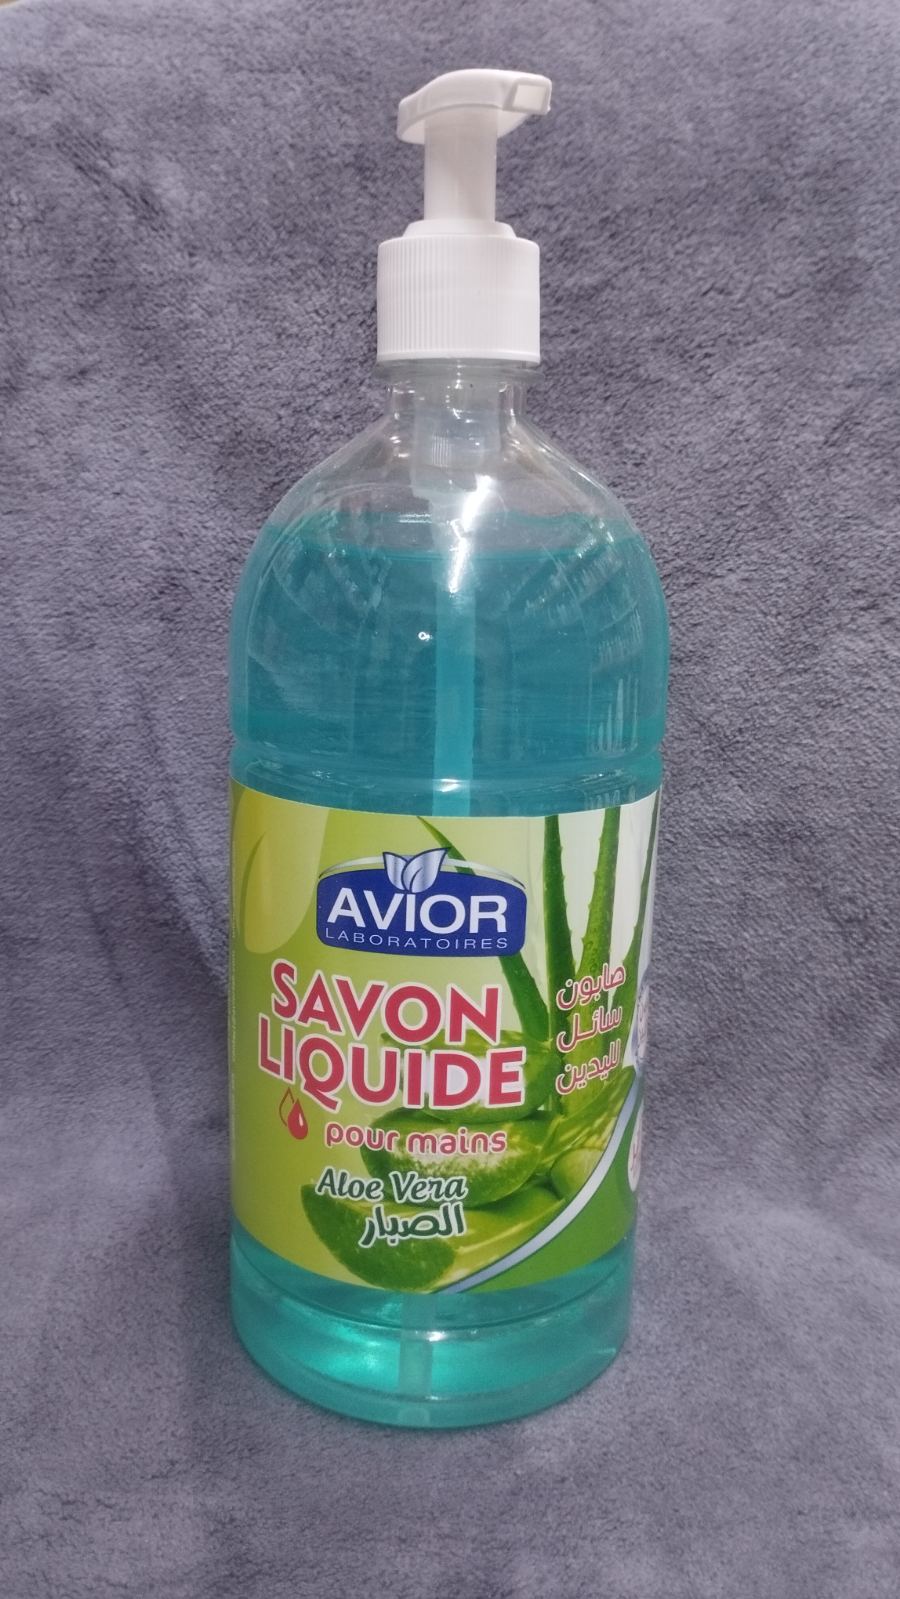 AVIOR
LABORATOIRES
SAVON
LIQUIDE
pour mains
صابون
سائل
لليدين
Aloe Vera
الصبار